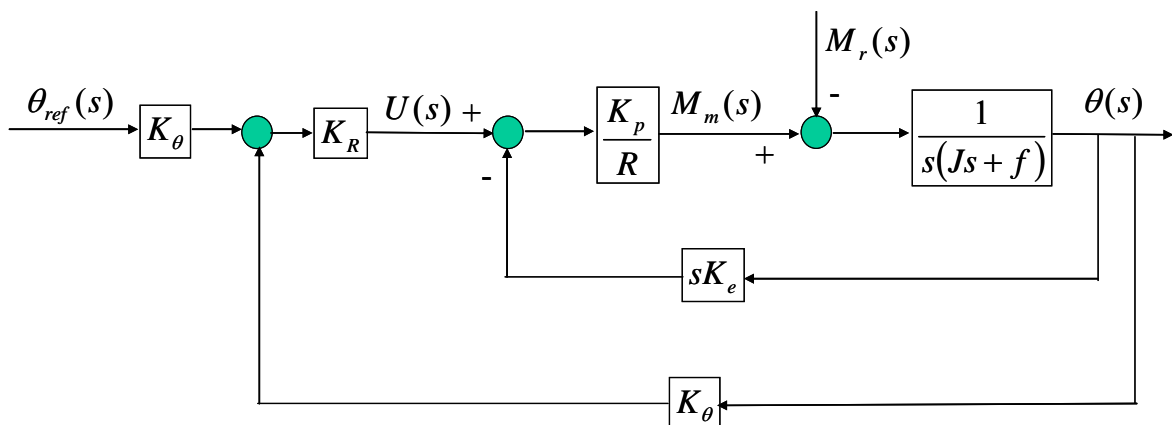 M_r(s)
-
θ_ref(s)
K_θ
K_R
U(s) +
K_p
R
M_m(s)
+
1
s(Js + f)
θ(s)
-
sK_e
K_θ